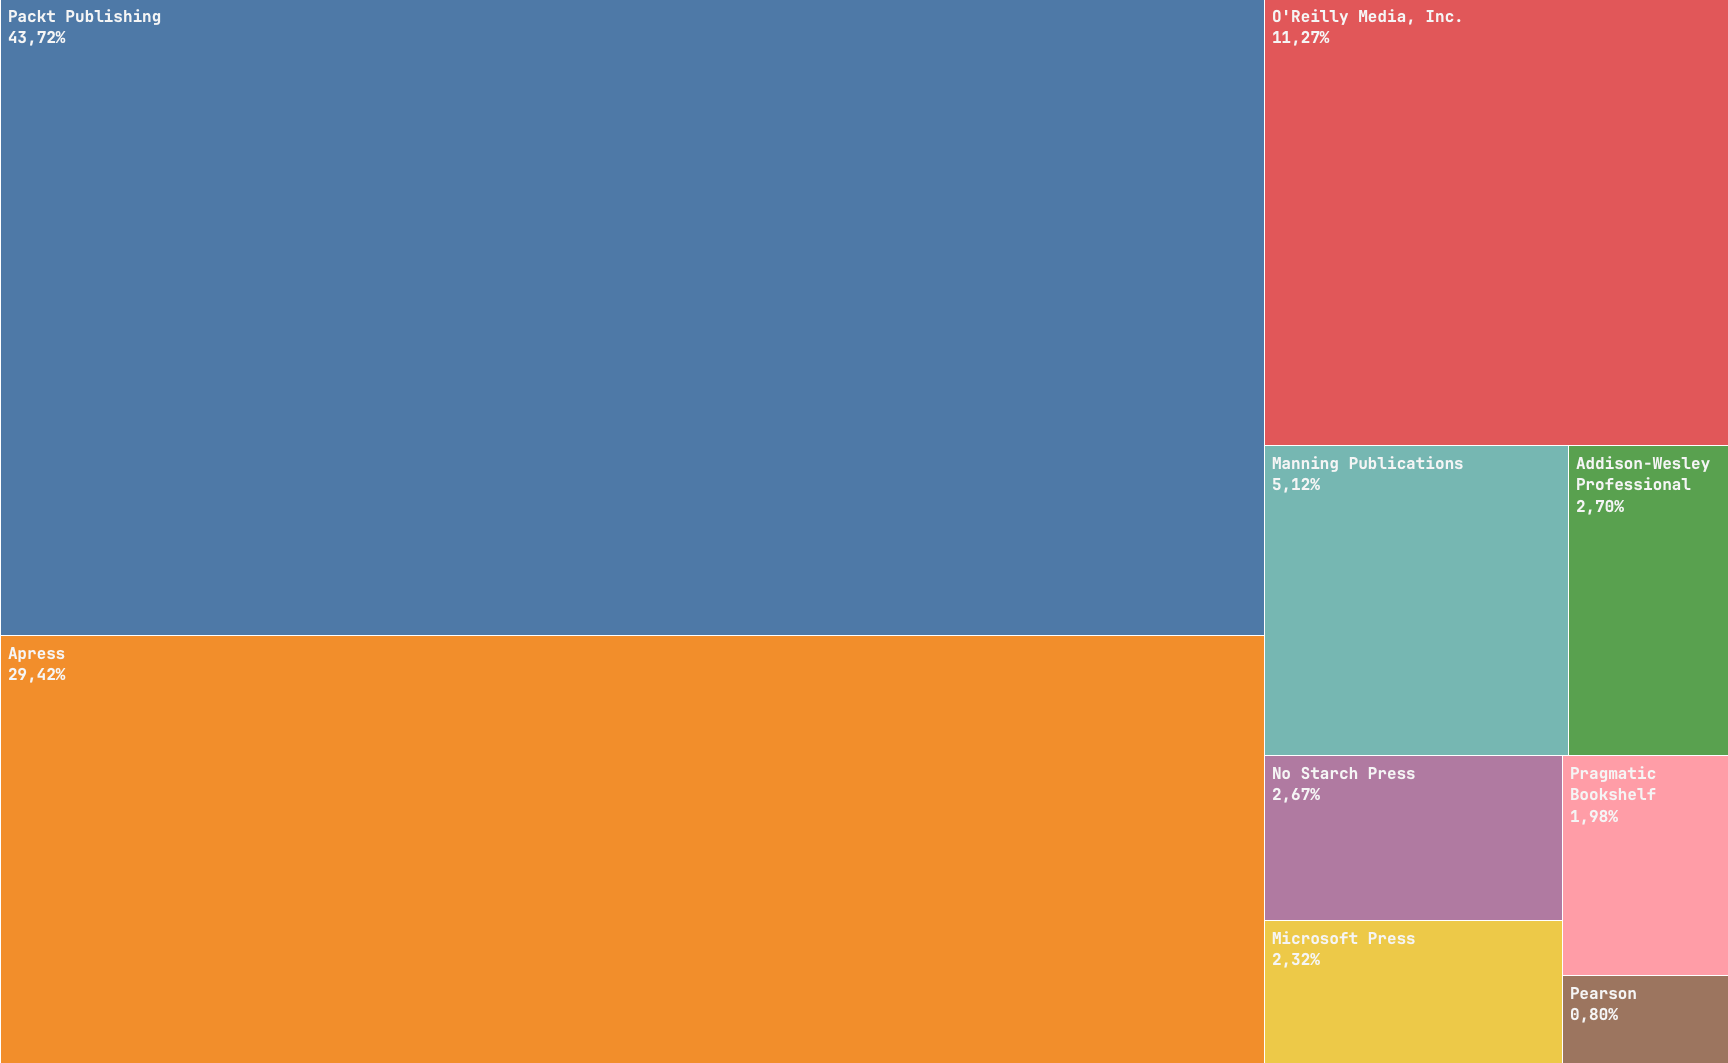 Packt Publishing
43,72%
O'Reilly Media, Inc.
11,27%
Manning Publications
5,12%
Addison-Wesley
Professional
2,70%
Apress
29,42%
No Starch Press
2,67%
Pragmatic
Bookshelf
1,98%
Microsoft Press
2,32%
Pearson
0,80%